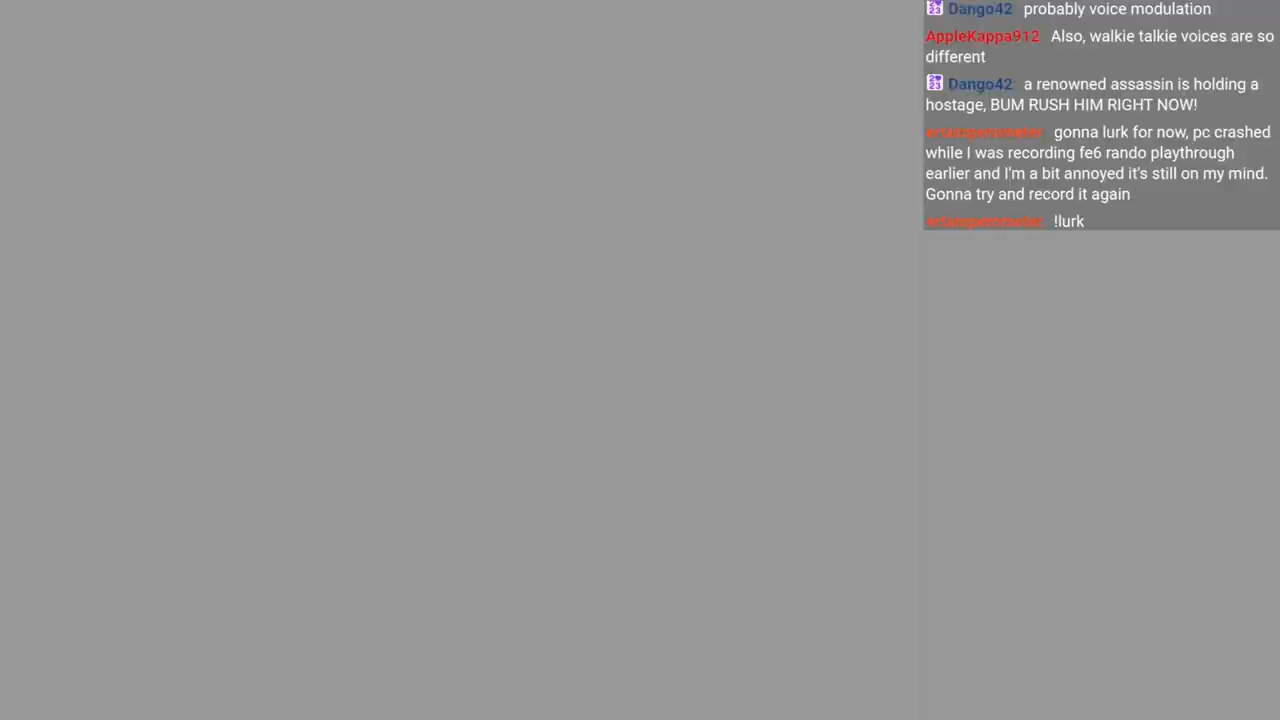 Dango42 probably voice modulation
AppleKappa912 Also, walkie talkie voices are so
different
Dango42 a renowned assassin is holding a
hostage, BUM RUSH HIM RIGHT NOW!
gonna lurk for now, pc crashed
while I was recording fe6 rando playthrough
earlier and I'm a bit annoyed it's still on my mind.
Gonna try and record it again
!lurk